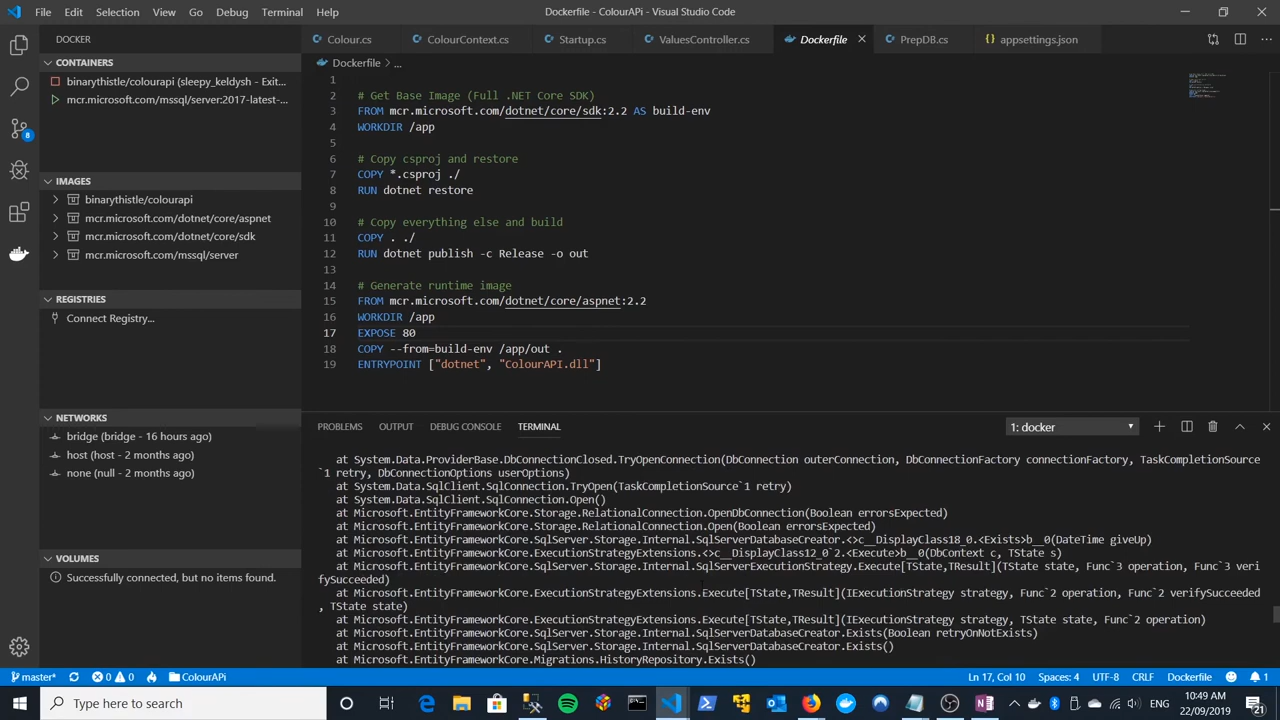 File Edit Selection View Go Debug Terminal Help
Dockerfile - ColourAPi - Visual Studio Code
DOCKER
Colour.cs
ColourContext.cs
Startup.cs
ValuesController.cs
Dockerfile
PrepDB.cs
appsettings.json
Dockerfile > ...
CONTAINERS
binarythistle/colourapi (sleepy_keldysh - Exit...
mcr.microsoft.com/mssql/server:2017-latest-...
IMAGES
binarythistle/colourapi
mcr.microsoft.com/dotnet/core/aspnet
mcr.microsoft.com/dotnet/core/sdk
mcr.microsoft.com/mssql/server
REGISTRIES
Connect Registry...
NETWORKS
bridge (bridge - 16 hours ago)
host (host - 2 months ago)
none (null - 2 months ago)
VOLUMES
Successfully connected, but no items found.
8
1
2 # Get Base Image (Full .NET Core SDK)
3 FROM mcr.microsoft.com/dotnet/core/sdk:2.2 AS build-env
4 WORKDIR /app
5
6 # Copy csproj and restore
7 COPY *.csproj ./
8 RUN dotnet restore
9
10 # Copy everything else and build
11 COPY . ./
12 RUN dotnet publish -c Release -o out
13
14 # Generate runtime image
15 FROM mcr.microsoft.com/dotnet/core/aspnet:2.2
16 WORKDIR /app
17 EXPOSE 80
18 COPY --from=build-env /app/out .
19 ENTRYPOINT ["dotnet", "ColourAPI.dll"]
PROBLEMS OUTPUT DEBUG CONSOLE TERMINAL
1: docker
at System.Data.ProviderBase.DbConnectionClosed.TryOpenConnection(DbConnection outerConnection, DbConnectionFactory connectionFactory, TaskCompletionSource
`1 retry, DbConnectionOptions userOptions)
at System.Data.SqlClient.SqlConnection.TryOpen(TaskCompletionSource`1 retry)
at System.Data.SqlClient.SqlConnection.Open()
at Microsoft.EntityFrameworkCore.Storage.RelationalConnection.OpenDbConnection(Boolean errorsExpected)
at Microsoft.EntityFrameworkCore.Storage.RelationalConnection.Open(Boolean errorsExpected)
at Microsoft.EntityFrameworkCore.SqlServer.Storage.Internal.SqlServerDatabaseCreator.<>c__DisplayClass18_0.<Exists>b__0(DateTime giveUp)
at Microsoft.EntityFrameworkCore.ExecutionStrategyExtensions.<>c__DisplayClass12_0`2.<Execute>b__0(DbContext c, TState s)
at Microsoft.EntityFrameworkCore.SqlServer.Storage.Internal.SqlServerExecutionStrategy.Execute[TState,TResult](TState state, Func`3 operation, Func`3 veri
fySucceeded)
at Microsoft.EntityFrameworkCore.ExecutionStrategyExtensions.Execute[TState,TResult](IExecutionStrategy strategy, Func`2 operation, Func`2 verifySucceeded
, TState state)
at Microsoft.EntityFrameworkCore.ExecutionStrategyExtensions.Execute[TState,TResult](IExecutionStrategy strategy, TState state, Func`2 operation)
at Microsoft.EntityFrameworkCore.SqlServer.Storage.Internal.SqlServerDatabaseCreator.Exists(Boolean retryOnNotExists)
at Microsoft.EntityFrameworkCore.SqlServer.Storage.Internal.SqlServerDatabaseCreator.Exists()
at Microsoft.EntityFrameworkCore.Migrations.HistoryRepository.Exists()
master* 0 0 ColourAPi
Ln 17, Col 10 Spaces: 4 UTF-8 CRLF Dockerfile 1
Type here to search
ENG
10:49 AM
22/09/2019
21